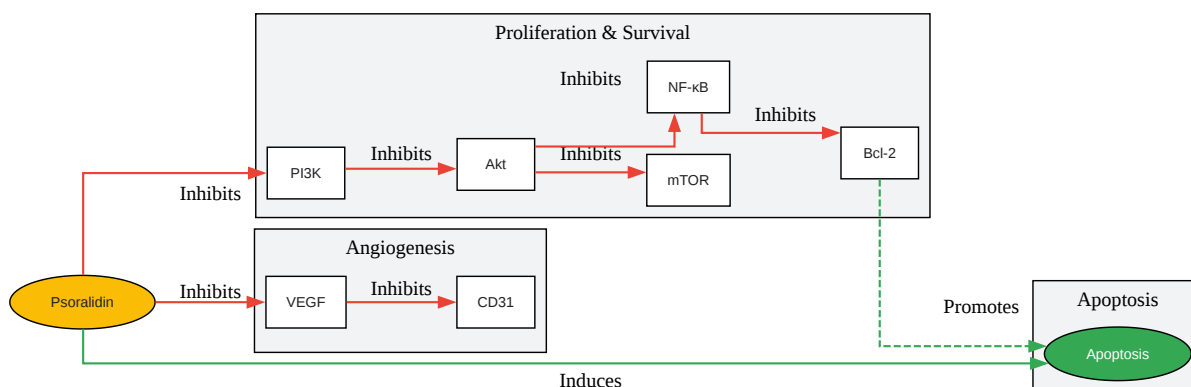 Proliferation & Survival
Inhibits
NF-κB
Inhibits
PI3K
Inhibits
Akt
Inhibits
mTOR
Bcl-2
Inhibits
Angiogenesis
Psoralidin
Inhibits
VEGF
Inhibits
CD31
Promotes
Apoptosis
Apoptosis
Induces